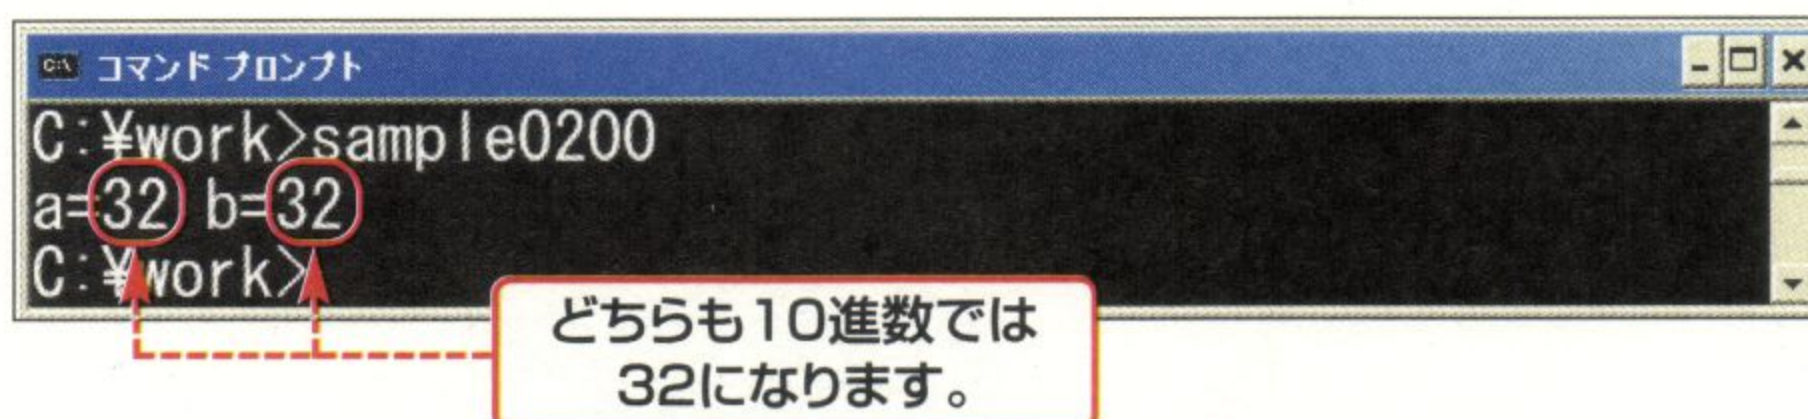 コマンド プロンプト
C:¥work>sample0200
a=32 b=32
C:¥work>
どちらも10進数では
32になります。